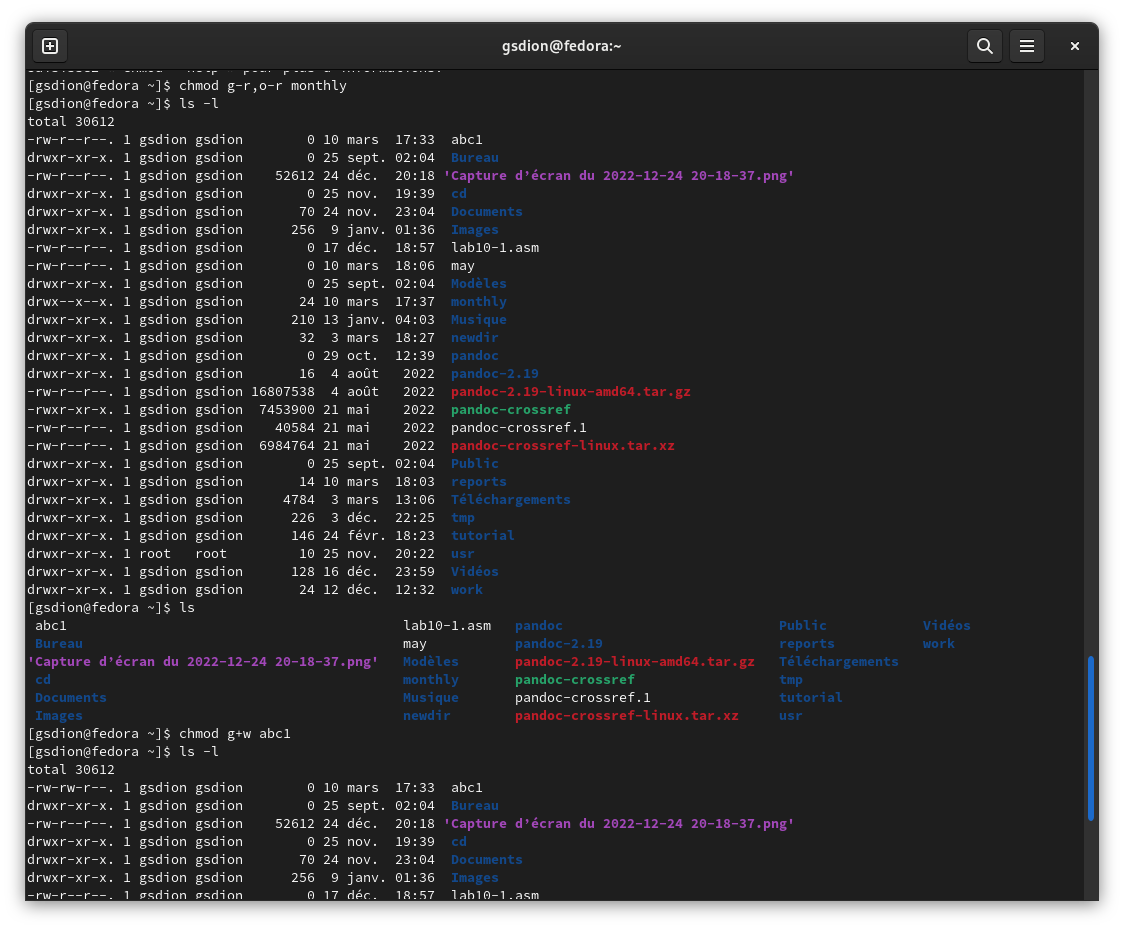 gsdion@fedora:~
[gsdion@fedora ~]$ chmod g-r,o-r monthly
[gsdion@fedora ~]$ ls -l
total 30612
-rw-r--r--. 1 gsdion gsdion        0 10 mars  17:33  abc1
drwxr-xr-x. 1 gsdion gsdion        0 25 sept. 02:04  Bureau
-rw-r--r--. 1 gsdion gsdion    52612 24 déc.  20:18 'Capture d’écran du 2022-12-24 20-18-37.png'
drwxr-xr-x. 1 gsdion gsdion        0 25 nov.  19:39  cd
drwxr-xr-x. 1 gsdion gsdion       70 24 nov.  23:04  Documents
drwxr-xr-x. 1 gsdion gsdion      256  9 janv. 01:36  Images
-rw-r--r--. 1 gsdion gsdion        0 17 déc.  18:57  lab10-1.asm
-rw-r--r--. 1 gsdion gsdion        0 10 mars  18:06  may
drwxr-xr-x. 1 gsdion gsdion        0 25 sept. 02:04  Modèles
drwx--x--x. 1 gsdion gsdion       24 10 mars  17:37  monthly
drwxr-xr-x. 1 gsdion gsdion      210 13 janv. 04:03  Musique
drwxr-xr-x. 1 gsdion gsdion       32  3 mars  18:27  newdir
drwxr-xr-x. 1 gsdion gsdion        0 29 oct.  12:39  pandoc
drwxr-xr-x. 1 gsdion gsdion       16  4 août   2022  pandoc-2.19
-rw-r--r--. 1 gsdion gsdion 16807538  4 août   2022  pandoc-2.19-linux-amd64.tar.gz
-rwxr-xr-x. 1 gsdion gsdion  7453900 21 mai    2022  pandoc-crossref
-rw-r--r--. 1 gsdion gsdion    40584 21 mai    2022  pandoc-crossref.1
-rw-r--r--. 1 gsdion gsdion  6984764 21 mai    2022  pandoc-crossref-linux.tar.xz
drwxr-xr-x. 1 gsdion gsdion        0 25 sept. 02:04  Public
drwxr-xr-x. 1 gsdion gsdion       14 10 mars  18:03  reports
drwxr-xr-x. 1 gsdion gsdion     4784  3 mars  13:06  Téléchargements
drwxr-xr-x. 1 gsdion gsdion      226  3 déc.  22:25  tmp
drwxr-xr-x. 1 gsdion gsdion      146 24 févr. 18:23  tutorial
drwxr-xr-x. 1 root   root         10 25 nov.  20:22  usr
drwxr-xr-x. 1 gsdion gsdion      128 16 déc.  23:59  Vidéos
drwxr-xr-x. 1 gsdion gsdion       24 12 déc.  12:32  work
[gsdion@fedora ~]$ ls
abc1 lab10-1.asm pandoc Public Vidéos
Bureau may pandoc-2.19 reports work
'Capture d’écran du 2022-12-24 20-18-37.png' Modèles pandoc-2.19-linux-amd64.tar.gz Téléchargements
cd monthly pandoc-crossref tmp
Documents Musique pandoc-crossref.1 tutorial
Images newdir pandoc-crossref-linux.tar.xz usr
[gsdion@fedora ~]$ chmod g+w abc1
[gsdion@fedora ~]$ ls -l
total 30612
-rw-rw-r--. 1 gsdion gsdion        0 10 mars  17:33  abc1
drwxr-xr-x. 1 gsdion gsdion        0 25 sept. 02:04  Bureau
-rw-r--r--. 1 gsdion gsdion    52612 24 déc.  20:18 'Capture d’écran du 2022-12-24 20-18-37.png'
drwxr-xr-x. 1 gsdion gsdion        0 25 nov.  19:39  cd
drwxr-xr-x. 1 gsdion gsdion       70 24 nov.  23:04  Documents
drwxr-xr-x. 1 gsdion gsdion      256  9 janv. 01:36  Images
-rw-r--r--. 1 gsdion gsdion        0 17 déc.  18:57  lab10-1.asm